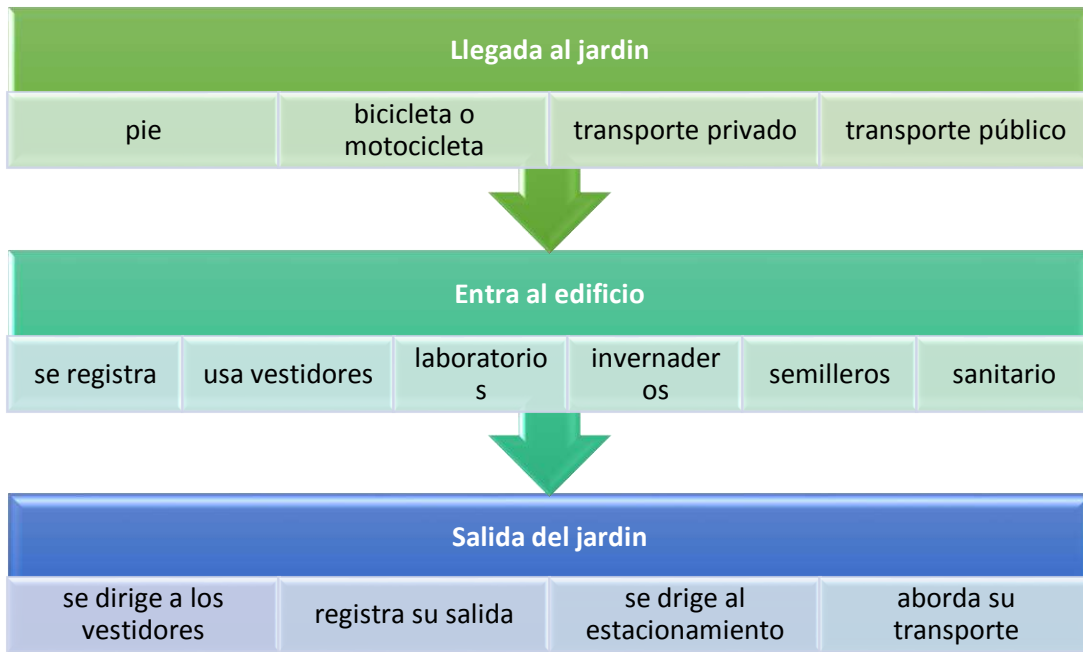 Llegada al jardin
pie
bicicleta o
motocicleta
transporte privado
transporte público
Entra al edificio
se registra
usa vestidores
laboratorio
s
invernader
os
semilleros
sanitario
Salida del jardin
se dirige a los
vestidores
registra su salida
se drige al
estacionamiento
aborda su
transporte